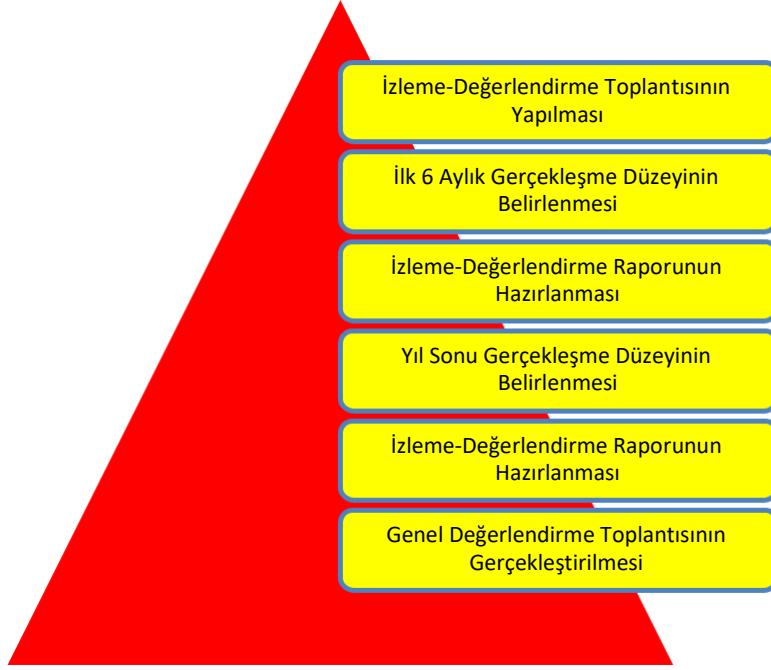 İzleme-Değerlendirme Toplantısının
Yapılması
İlk 6 Aylık Gerçekleşme Düzeyinin
Belirlenmesi
İzleme-Değerlendirme Raporunun
Hazırlanması
Yıl Sonu Gerçekleşme Düzeyinin
Belirlenmesi
İzleme-Değerlendirme Raporunun
Hazırlanması
Genel Değerlendirme Toplantısının
Gerçekleştirilmesi